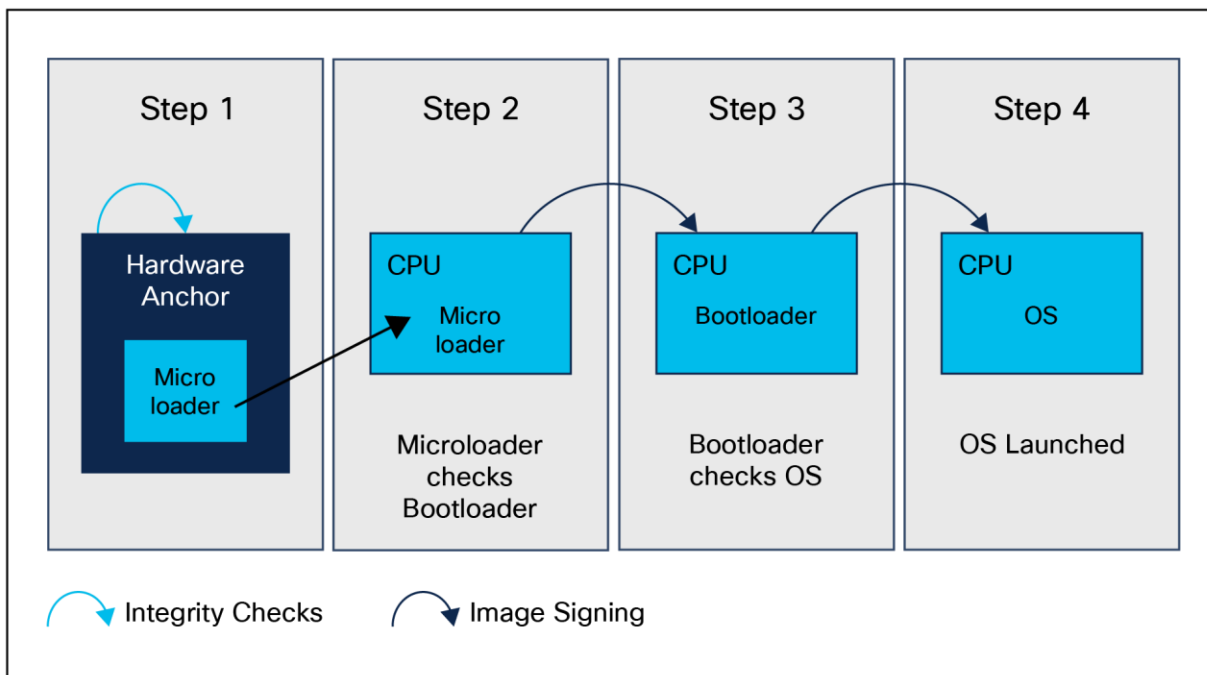 Step 1
Step 2
Step 3
Step 4
Hardware
Anchor
Micro
loader
CPU
Micro
loader
CPU
Bootloader
CPU
OS
Microloader
checks
Bootloader
Bootloader
checks OS
OS Launched
Integrity Checks
Image Signing